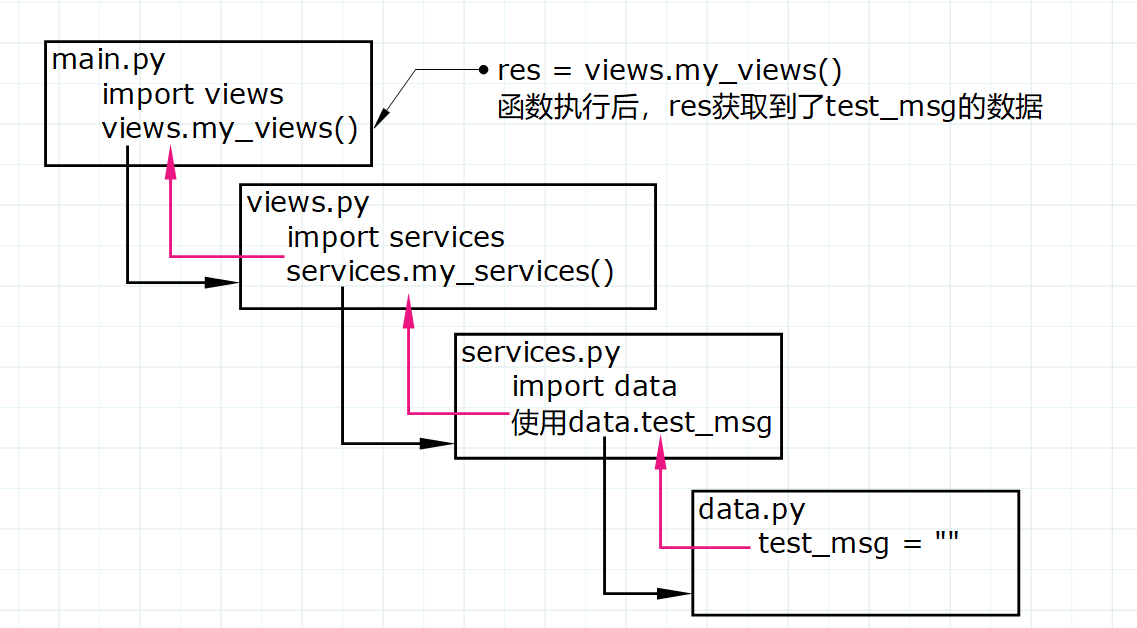 main.py
import views
views.my_views()
res = views.my_views()
函数执行后，res获取到了test_msg的数据
views.py
import services
services.my_services()
services.py
import data
使用data.test_msg
data.py
test_msg = ""